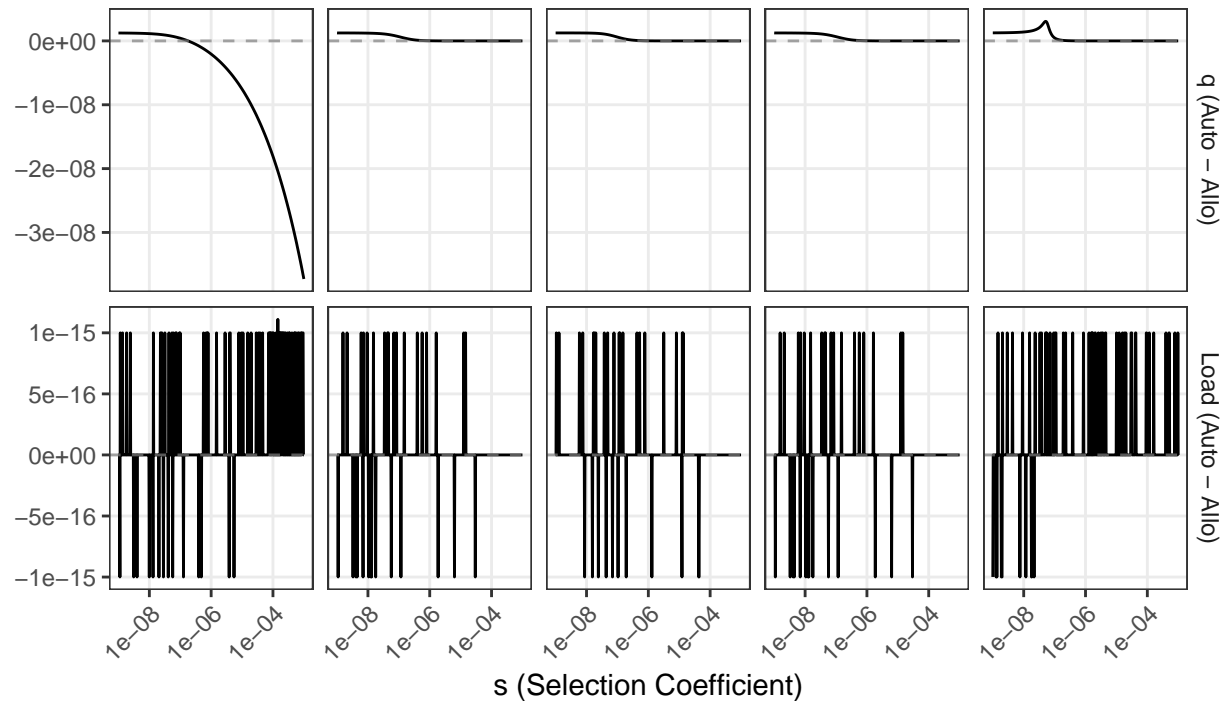 0e+00
−1e−08
−2e−08
−3e−08
q (Auto − Allo)
1e−15
5e−16
0e+00
−5e−16
−1e−15
Load (Auto − Allo)
1e−08 1e−06 1e−04 1e−08 1e−06 1e−04 1e−08 1e−06 1e−04 1e−08 1e−06 1e−04 1e−08 1e−06 1e−04
s (Selection Coefficient)